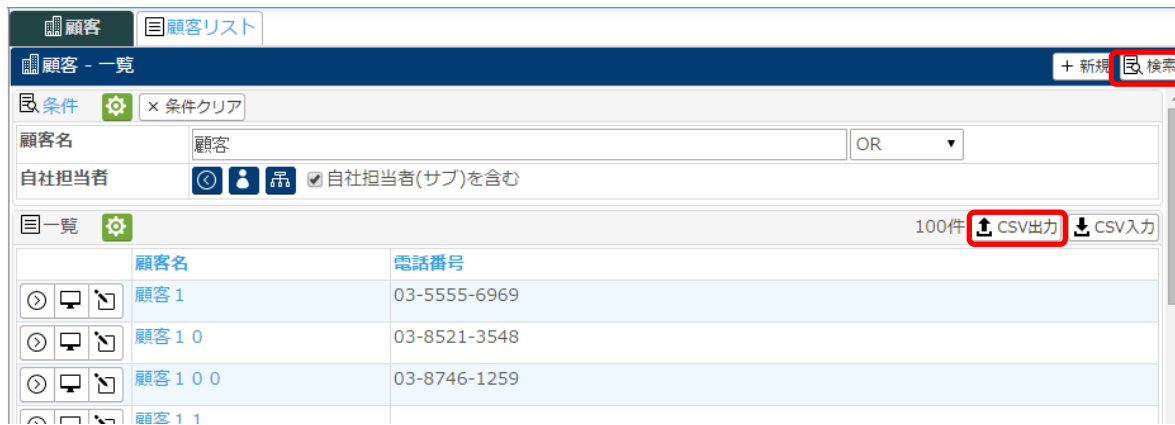 顧客 顧客リスト
顧客 - 一覧 + 新規 検索
条件 × 条件クリア
顧客名 顧客 OR
自社担当者 自社担当者(サブ)を含む
一覧 100件 CSV出力 CSV入力
顧客名 電話番号
顧客1 03-5555-6969
顧客10 03-8521-3548
顧客100 03-8746-1259
顧客11